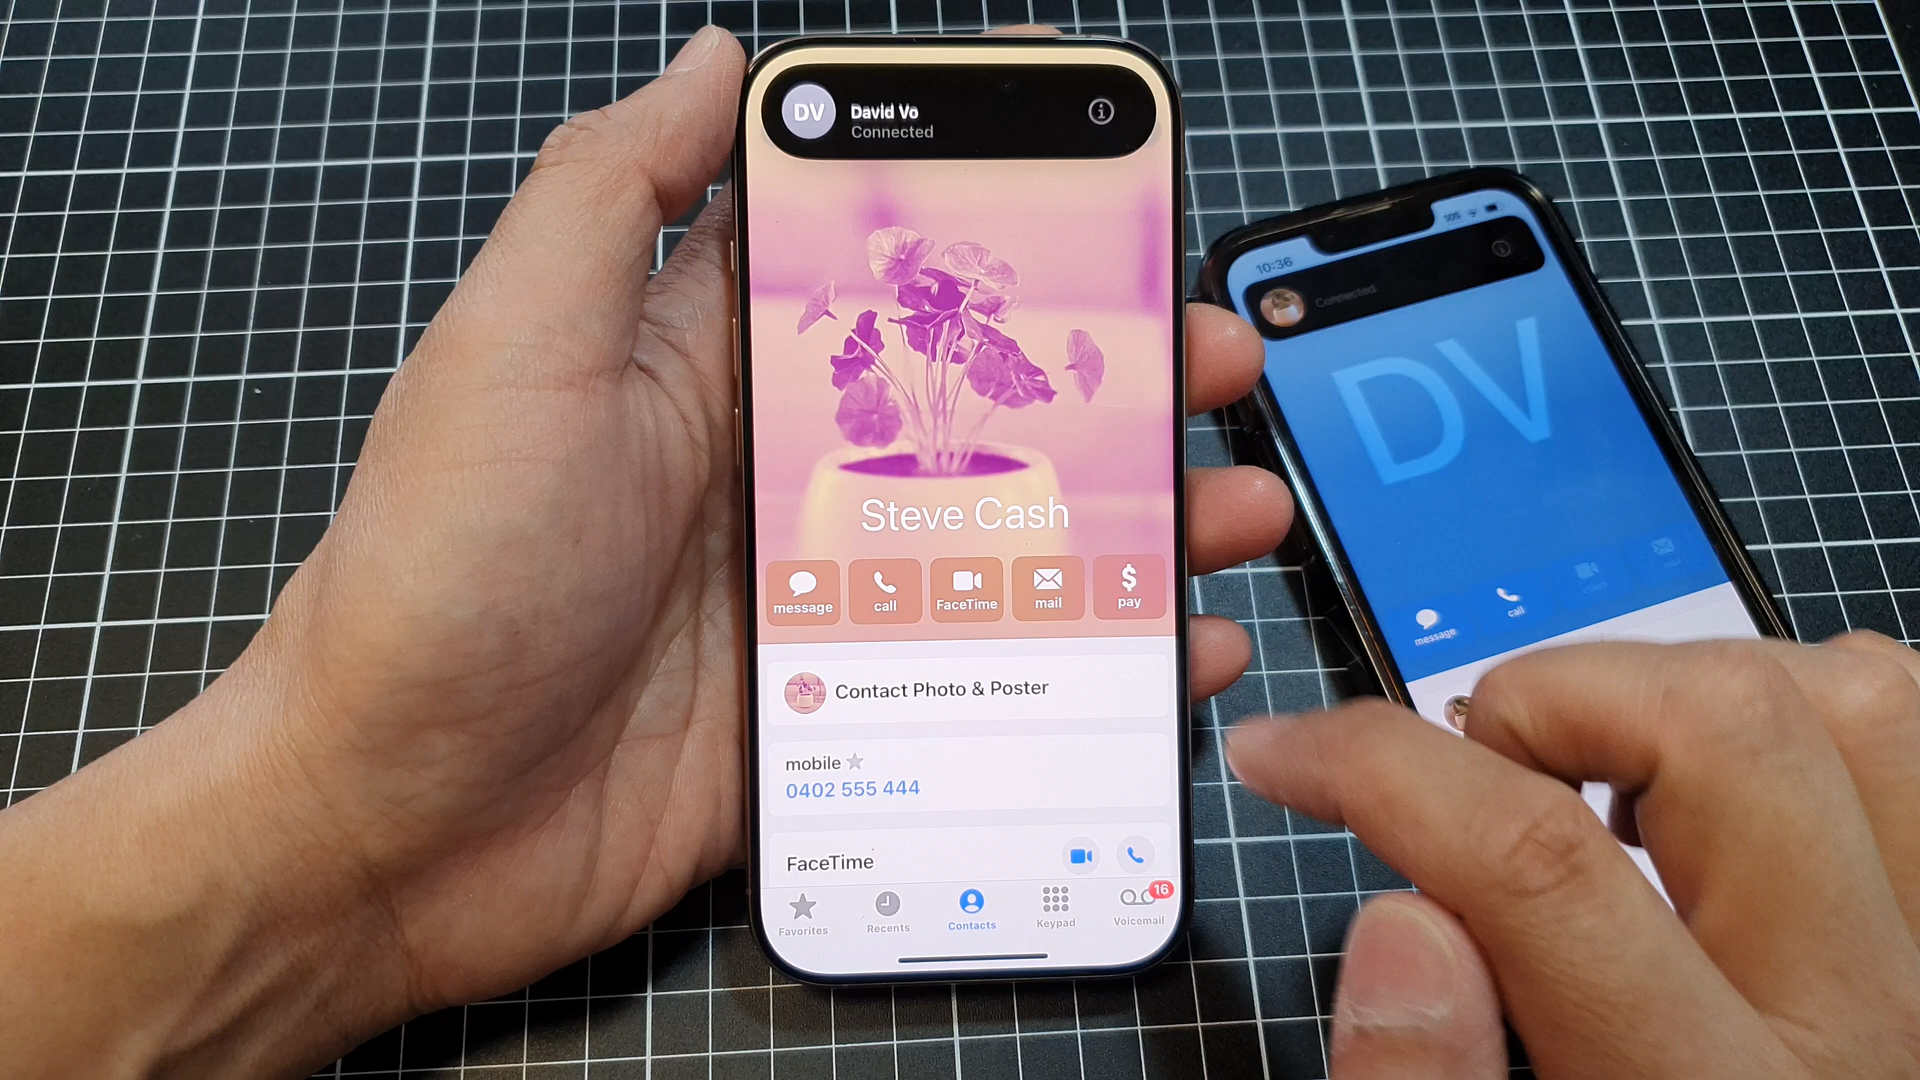 DV
David Vo
Connected
Steve Cash
message
call
FaceTime
mail
pay
Contact Photo & Poster
mobile
0402 555 444
FaceTime
Favorites
Recents
Contacts
Keypad
16
Voicemail
10:36
SOS
Connected
DV
message
call